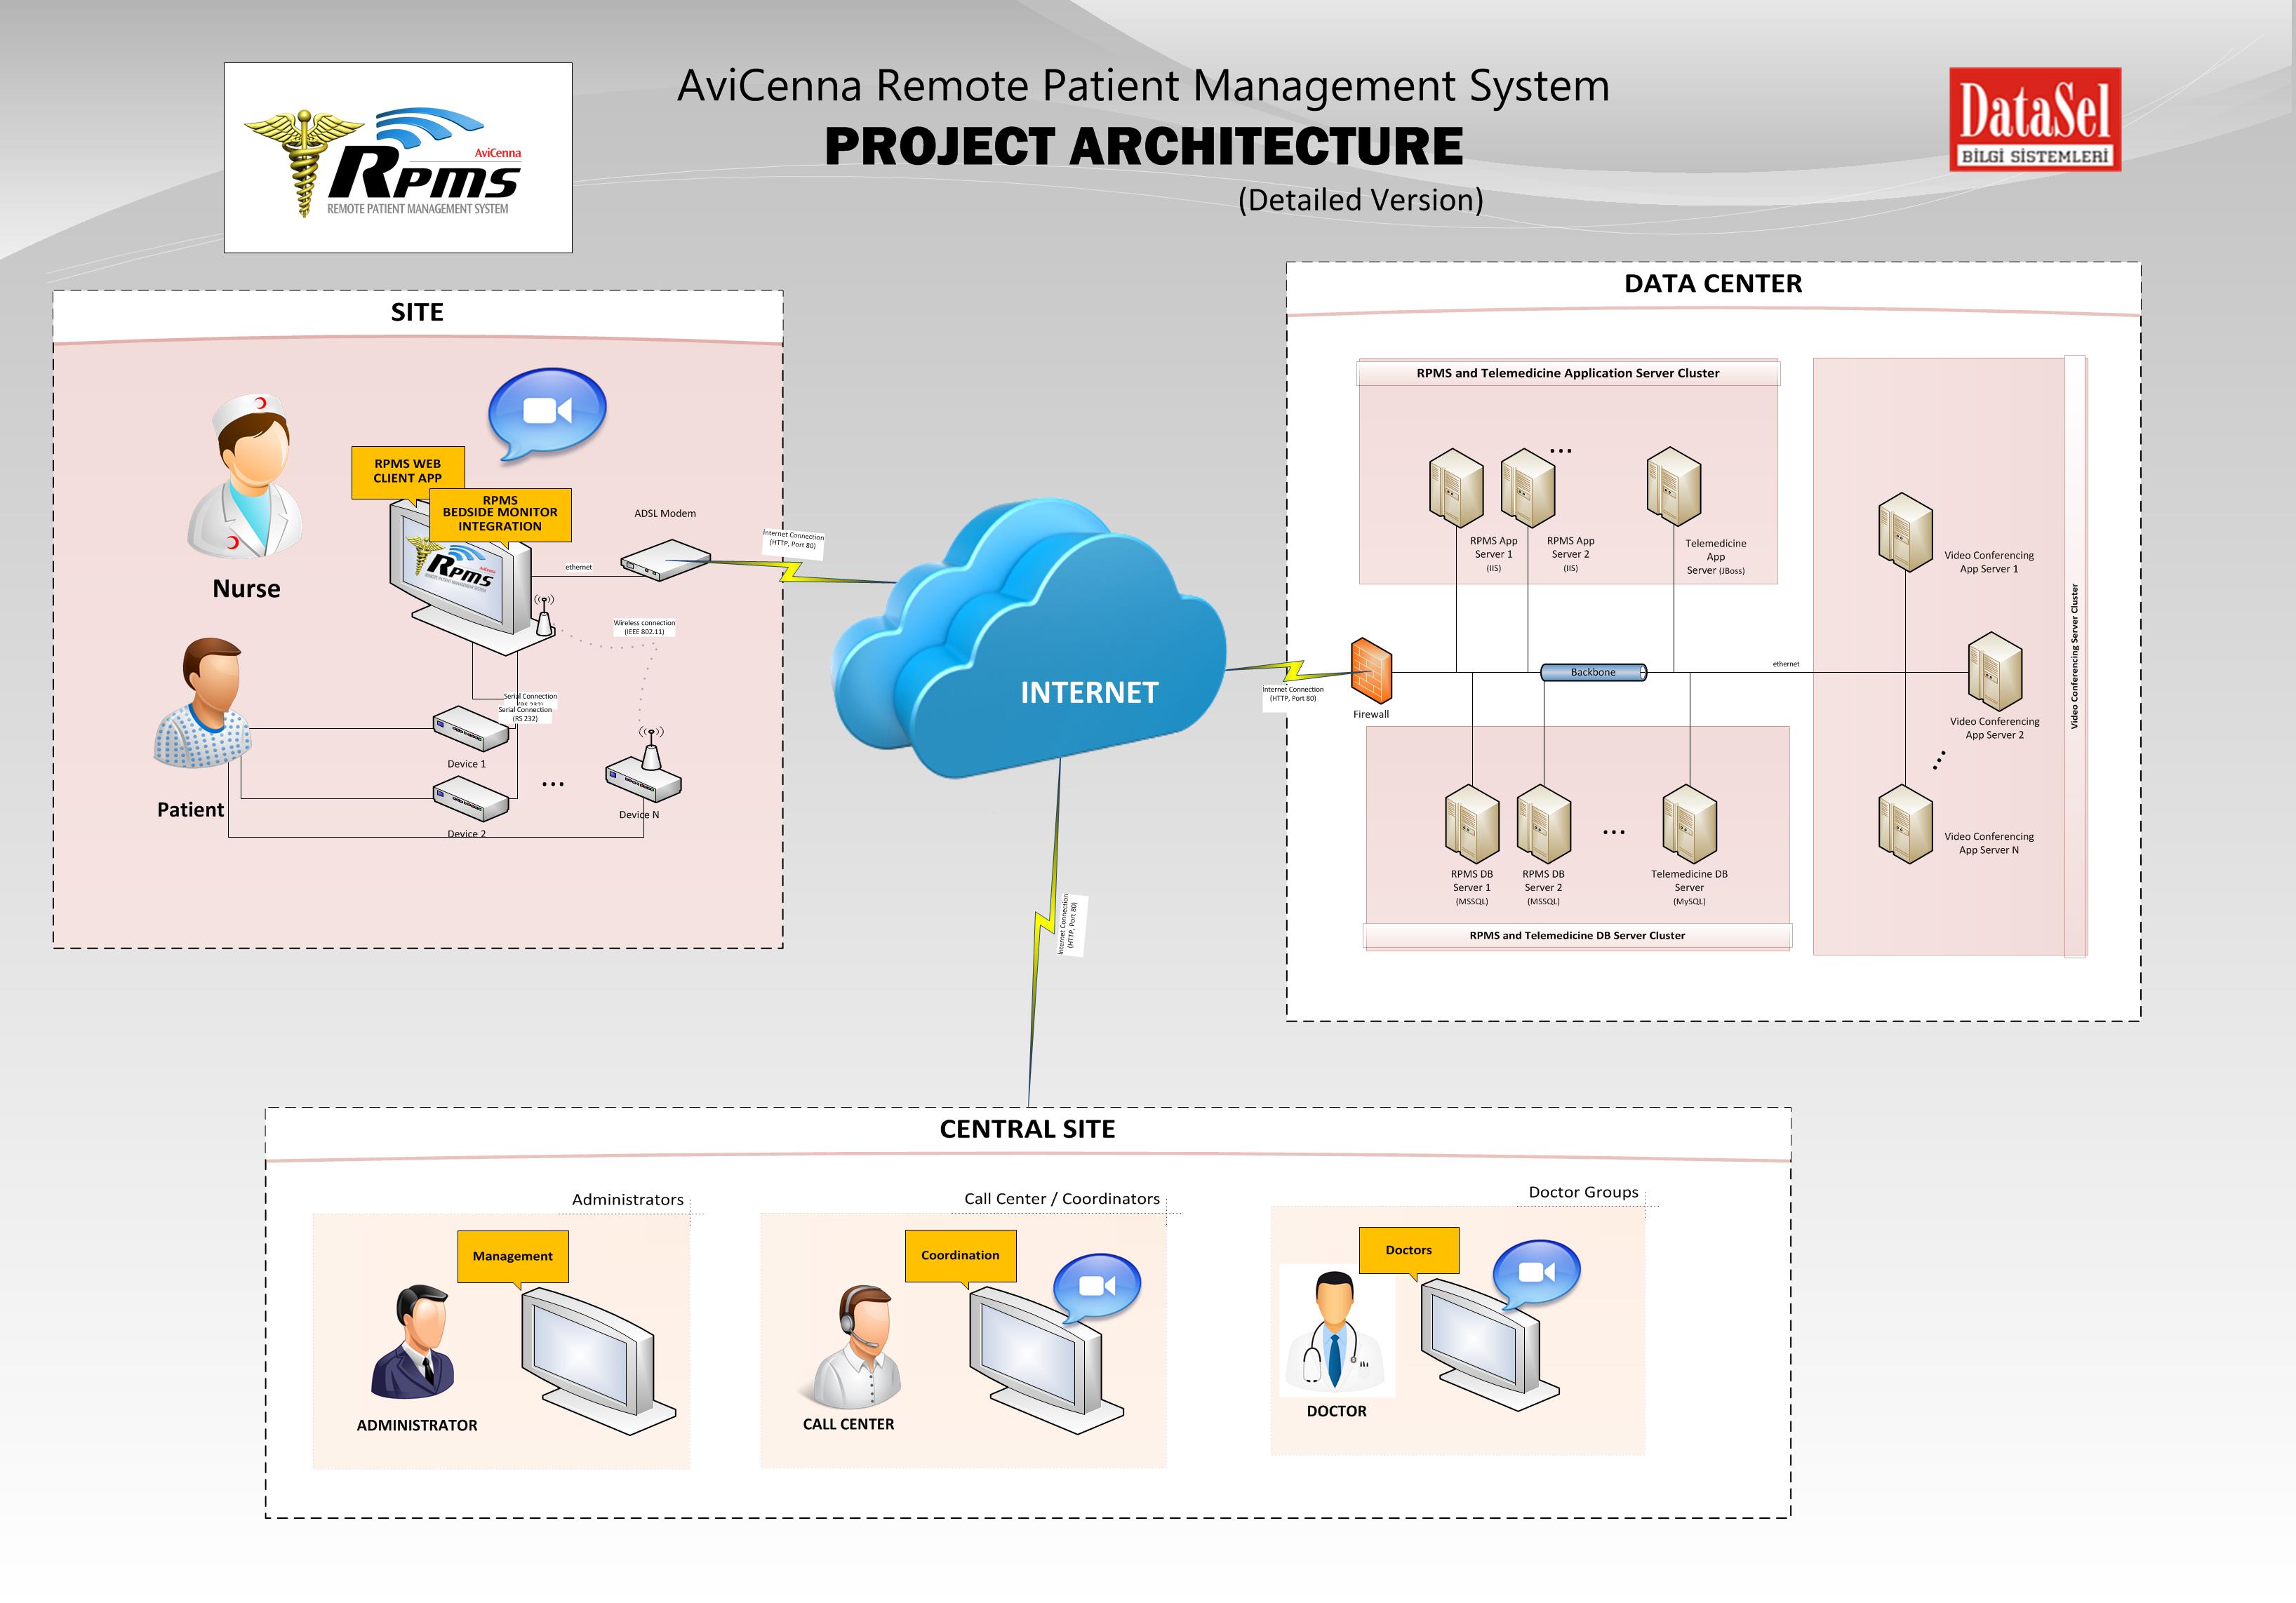 AviCenna Remote Patient Management System
PROJECT ARCHITECTURE
(Detailed Version)
AviCenna
Rpms
REMOTE PATIENT MANAGEMENT SYSTEM
DataSel
BİLGİ SİSTEMLERİ
SITE
RPMS WEB
CLIENT APP
RPMS
BEDSIDE MONITOR
INTEGRATION
Rpms
ADSL Modem
ethernet
Internet Connection
(HTTP, Port 80)
Nurse
Wireless connection
(IEEE 802.11)
Serial Connection
(RS 232)
Serial Connection
(RS 232)
Device 1
Patient
Device 2
...
Device N
INTERNET
Internet Connection
(HTTP, Port 80)
Internet Connection
(HTTP, Port 80)
DATA CENTER
RPMS and Telemedicine Application Server Cluster
...
RPMS App
Server 1
(IIS)
RPMS App
Server 2
(IIS)
Telemedicine
App
Server (JBoss)
Firewall
Backbone
ethernet
RPMS DB
Server 1
(MSSQL)
RPMS DB
Server 2
(MSSQL)
...
Telemedicine DB
Server
(MySQL)
RPMS and Telemedicine DB Server Cluster
Video Conferencing
App Server 1
Video Conferencing
App Server 2
...
Video Conferencing
App Server N
Video Conferencing Server Cluster
CENTRAL SITE
Administrators
Management
ADMINISTRATOR
Call Center / Coordinators
Coordination
CALL CENTER
Doctor Groups
Doctors
DOCTOR